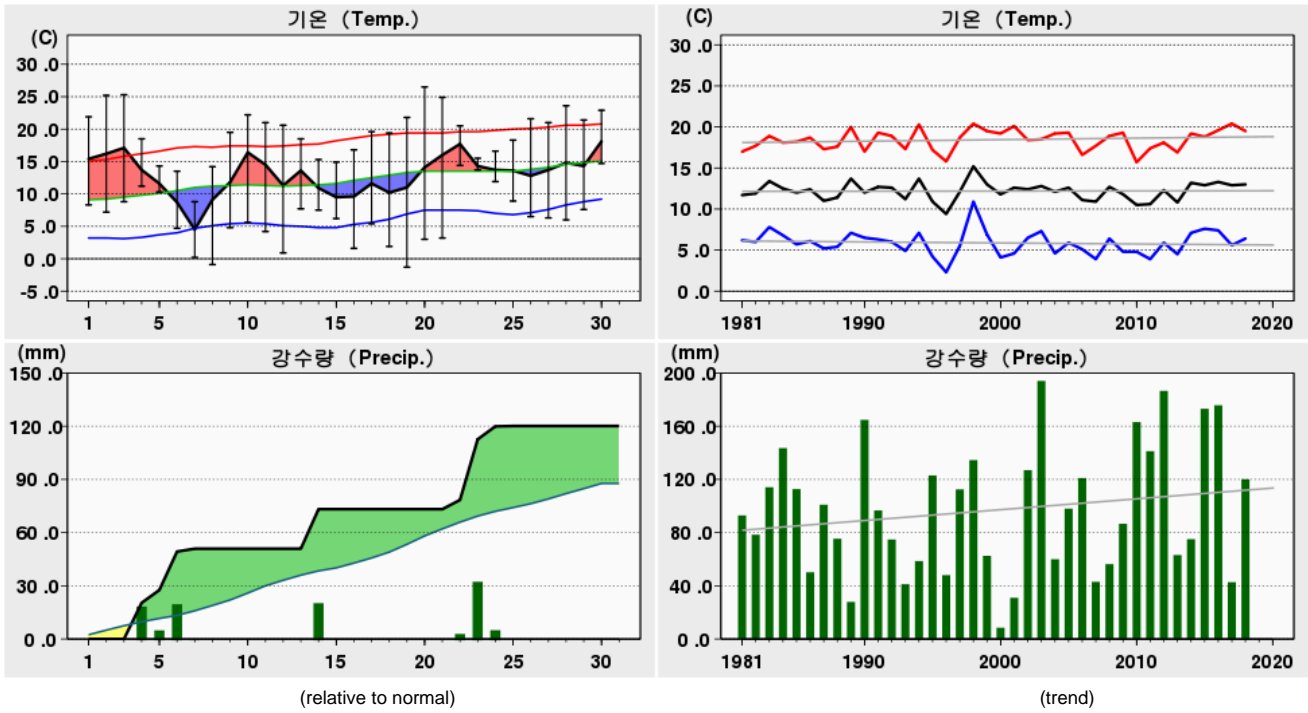 기온 (Temp.)
(C)
30 .0
25 .0
20 .0
15 .0
10 .0
5 .0
0 .0
-5 .0
1 5 10 15 20 25 30
기온 (Temp.)
(C)
30 .0
25 .0
20 .0
15 .0
10 .0
5 .0
0 .0
1981 1990 2000 2010 2020
강수량 (Precip.)
(mm)
150 .0
120 .0
90 .0
60 .0
30 .0
0 .0
1 5 10 15 20 25 30
(relative to normal)
강수량 (Precip.)
(mm)
200 .0
160 .0
120 .0
80 .0
40 .0
0 .0
1981 1990 2000 2010 2020
(trend)